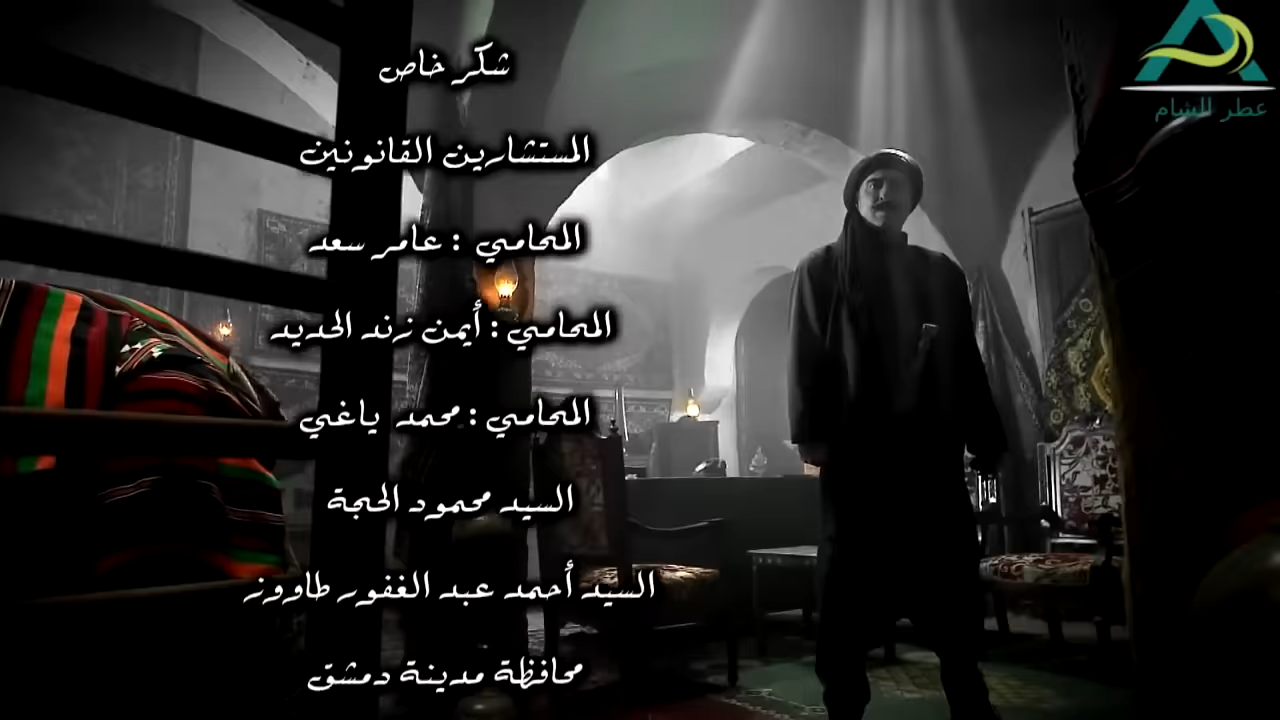 شكر خاص
المستشارين القانونين
المحامي : عامر سعد
المحامي : أيمن زند الحديد
المحامي : محمد ياغي
السيد محمود الحجة
السيد أحمد عبد الغفور طاووز
محافظة مدينة دمشق
عطر الشام